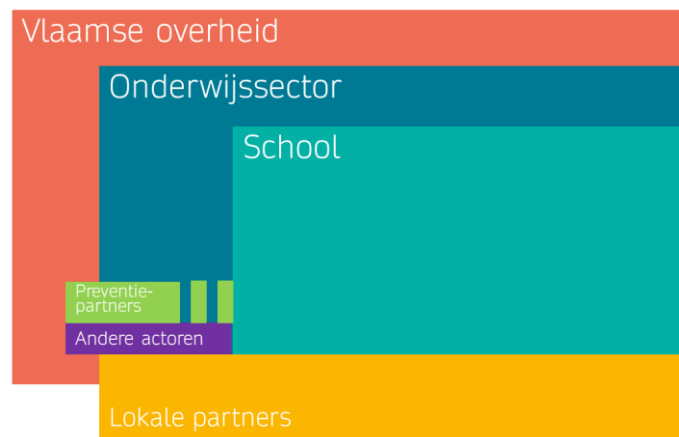 Vlaamse overheid
Onderwijssector
School
Preventie-
partners
Andere actoren
Lokale partners